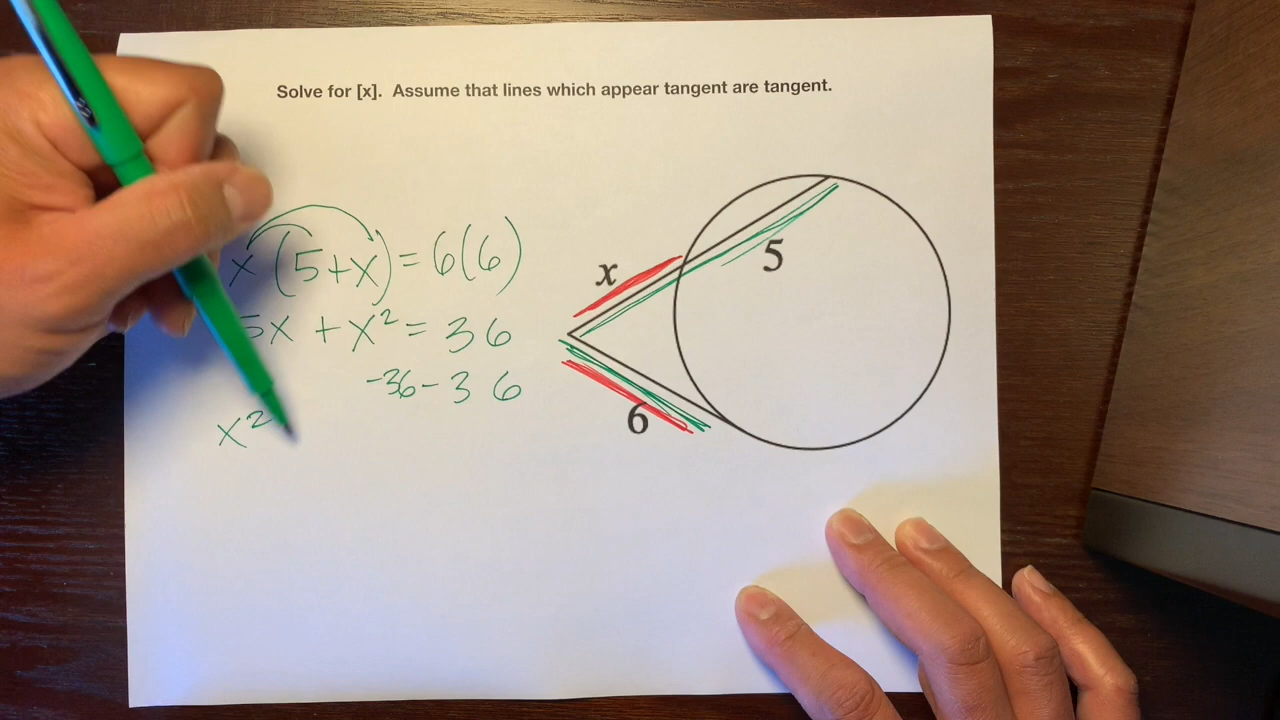 Solve for [x]. Assume that lines which appear tangent are tangent.
x(5+x)=6(6)
5x+x²=36
-36-36
x²
x
5
6